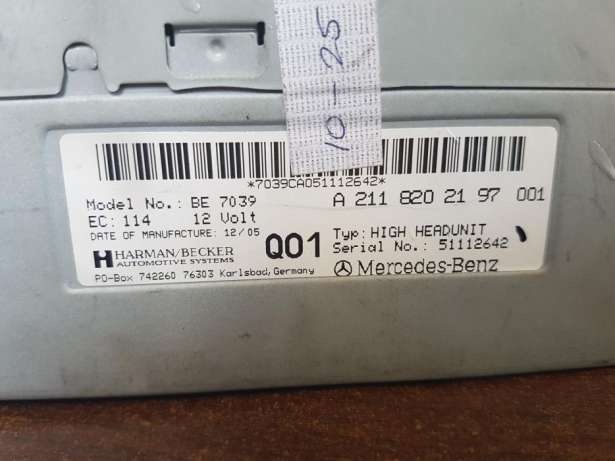 10-25
*7039CA051112642*
Model No.: BE 7039
A 211 820 21 97 001
EC: 114 12 Volt
Typ: HIGH HEADUNIT
DATE OF MANUFACTURE: 12/05
Q01
Serial No.: 51112642
HARMAN/BECKER
AUTOMOTIVE SYSTEMS
Mercedes-Benz
PO-Box 742260 76303 Karlsbad, Germany